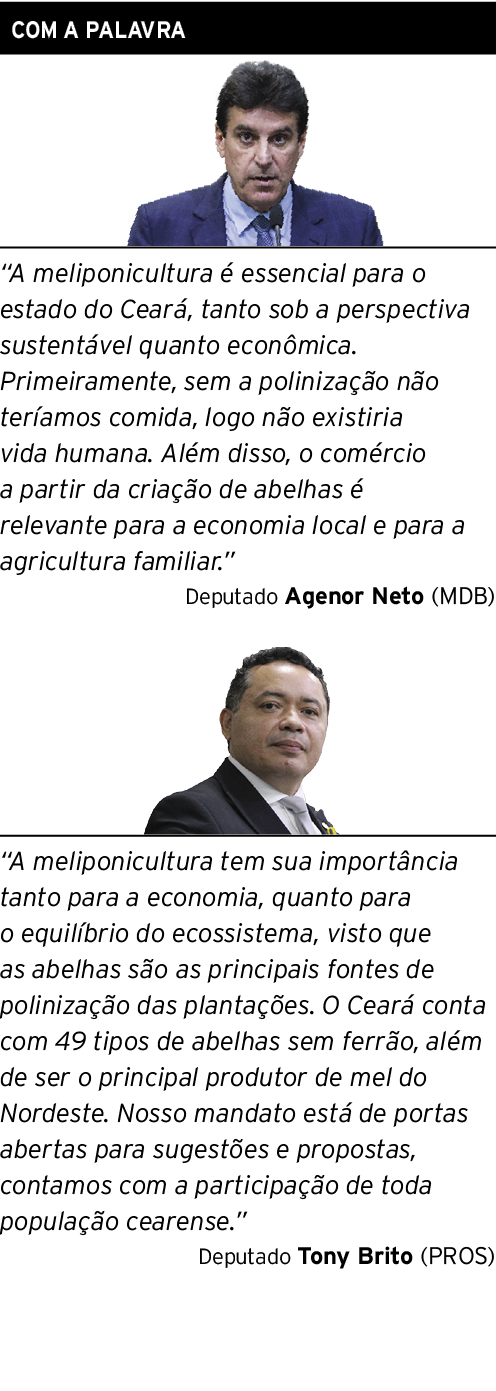 COM A PALAVRA
“A meliponicultura é essencial para o
estado do Ceará, tanto sob a perspectiva
sustentável quanto econômica.
Primeiramente, sem a polinização não
teríamos comida, logo não existiria
vida humana. Além disso, o comércio
a partir da criação de abelhas é
relevante para a economia local e para a
agricultura familiar.”
Deputado Agenor Neto (MDB)
“A meliponicultura tem sua importância
tanto para a economia, quanto para
o equilíbrio do ecossistema, visto que
as abelhas são as principais fontes de
polinização das plantações. O Ceará conta
com 49 tipos de abelhas sem ferrão, além
de ser o principal produtor de mel do
Nordeste. Nosso mandato está de portas
abertas para sugestões e propostas,
contamos com a participação de toda
população cearense.”
Deputado Tony Brito (PROS)